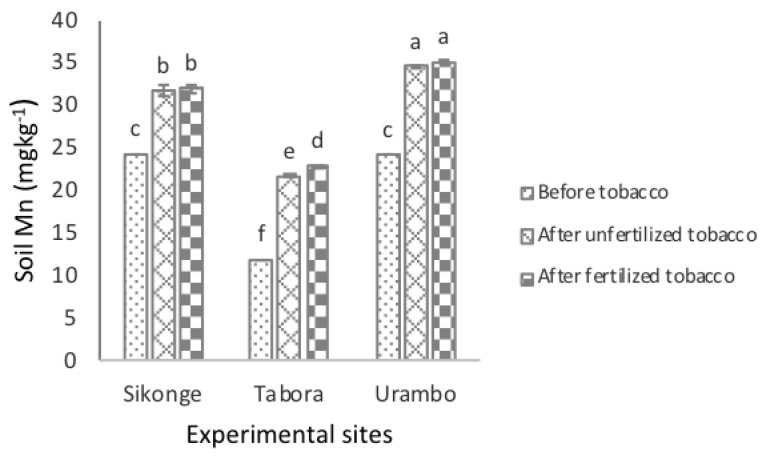 40
35
30
25
20
15
10
5
0
Soil Mn (mgkg-1)
c b b
f e d
c a a
Sikonge Tabora Urambo
Experimental sites
Before tobacco
After unfertilized tobacco
After fertilized tobacco